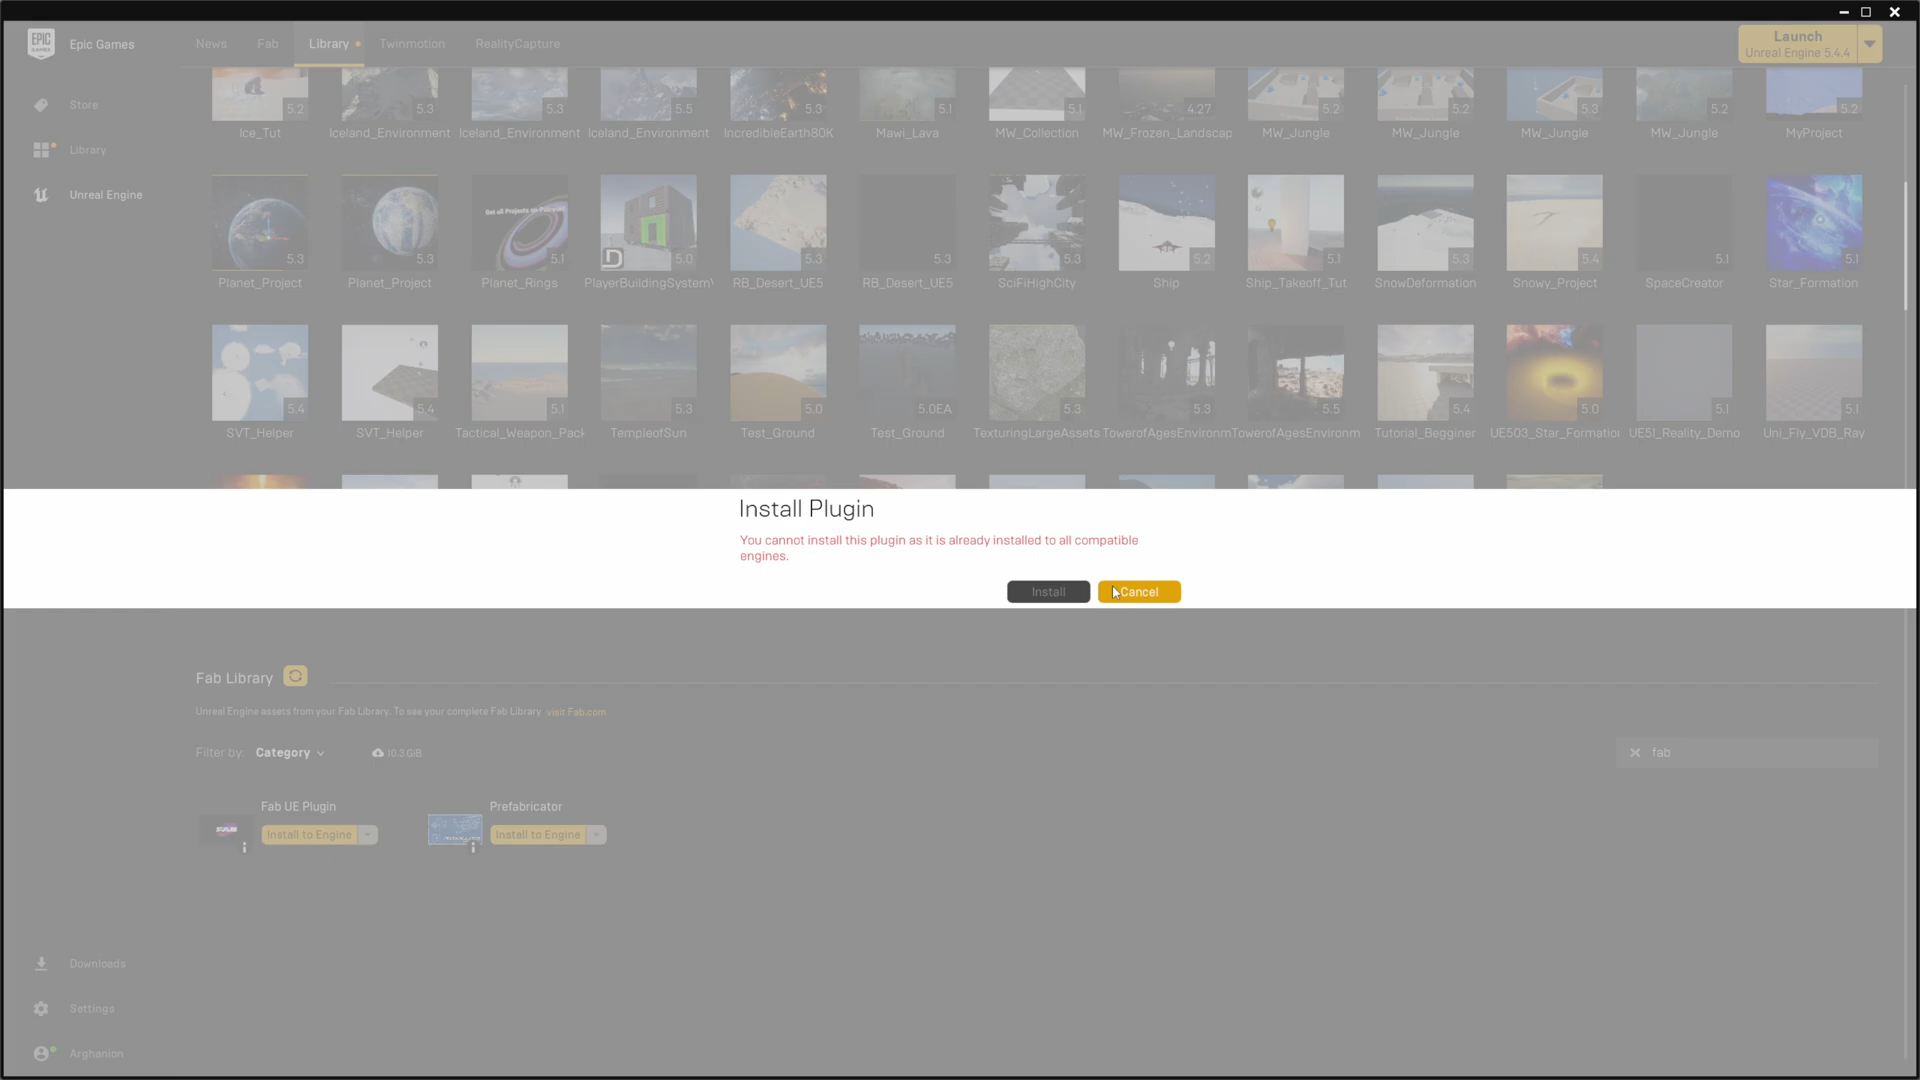 EPIC GAMES
Epic Games
News
Fab
Library
Twinmotion
RealityCapture
Launch
Unreal Engine 5.4.4
Store
Library
Unreal Engine
5.2
5.3
5.3
5.5
5.3
5.1
5.1
4.27
5.2
5.2
5.3
5.2
5.2
Ice_Tut
Iceland_Environment
Iceland_Environment
Iceland_Environment
IncredibleEarth80K
Mawi_Lava
MW_Collection
MW_Frozen_Landscap
MW_Jungle
MW_Jungle
MW_Jungle
MW_Jungle
MyProject
D
5.3
5.3
5.1
5.0
5.3
5.3
5.3
5.2
5.1
5.3
5.4
5.1
5.1
Planet_Project
Planet_Project
Planet_Rings
PlayerBuildingSystem
RB_Desert_UE5
RB_Desert_UE5
SciFiHighCity
Ship
Ship_Takeoff_Tut
SnowDeformation
Snowy_Project
SpaceCreator
Star_Formation
5.4
5.4
5.1
5.3
5.0
5.0EA
5.3
5.3
5.5
5.4
5.0
5.1
5.1
SVT_Helper
SVT_Helper
Tactical_Weapon_Pack
TempleofSun
Test_Ground
Test_Ground
TexturingLargeAssets
TowerofAgesEnvironm
TowerofAgesEnvironm
Tutorial_Begginer
UE503_Star_Formatio
UE51_Reality_Demo
Uni_Fly_VDB_Ray
Install Plugin
You cannot install this plugin as it is already installed to all compatible
engines.
Install
Cancel
Fab Library
Unreal Engine assets from your Fab Library. To see your complete Fab Library visit Fab.com
Filter by:
Category
10.3 GiB
fab
Fab UE Plugin
Install to Engine
FAB
Prefabricator
Install to Engine
Downloads
Settings
Arghanion